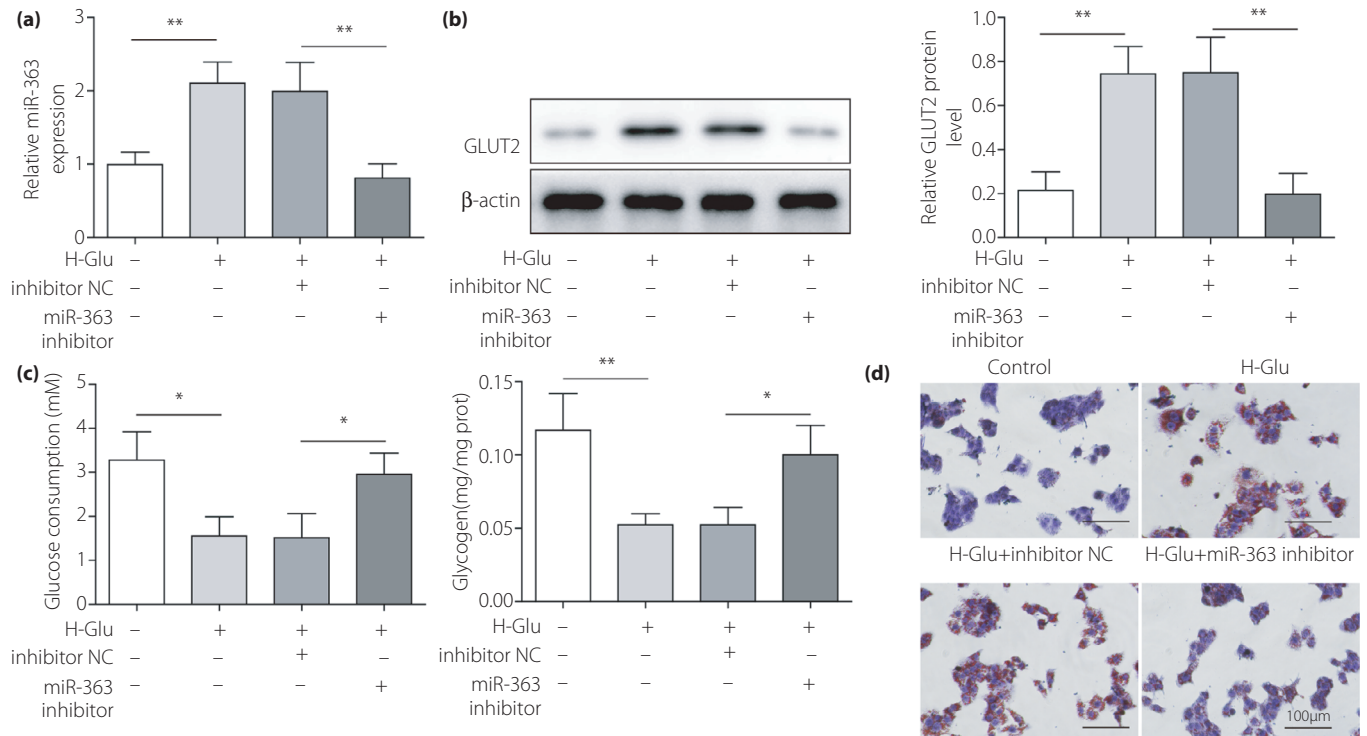 (a)
Relative miR-363
expression
3
2
1
0
**
**
H-Glu – + + +
inhibitor NC – – + –
miR-363
inhibitor
– – – +
(b)
GLUT2
β-actin
H-Glu – + + +
inhibitor NC – – + –
miR-363
inhibitor
– – – +
Relative GLUT2 protein
level
1.0
0.8
0.6
0.4
0.2
0.0
**
**
H-Glu – + + +
inhibitor NC – – + –
miR-363
inhibitor
– – – +
(c)
Glucose consumption (mM)
5
4
3
2
1
0
*
*
H-Glu – + + +
inhibitor NC – – + –
miR-363
inhibitor
– – – +
Glycogen(mg/mg prot)
0.15
0.10
0.05
0.00
**
*
H-Glu – + + +
inhibitor NC – – + –
miR-363
inhibitor
– – – +
(d)
Control
H-Glu
H-Glu+inhibitor NC
H-Glu+miR-363 inhibitor
100μm